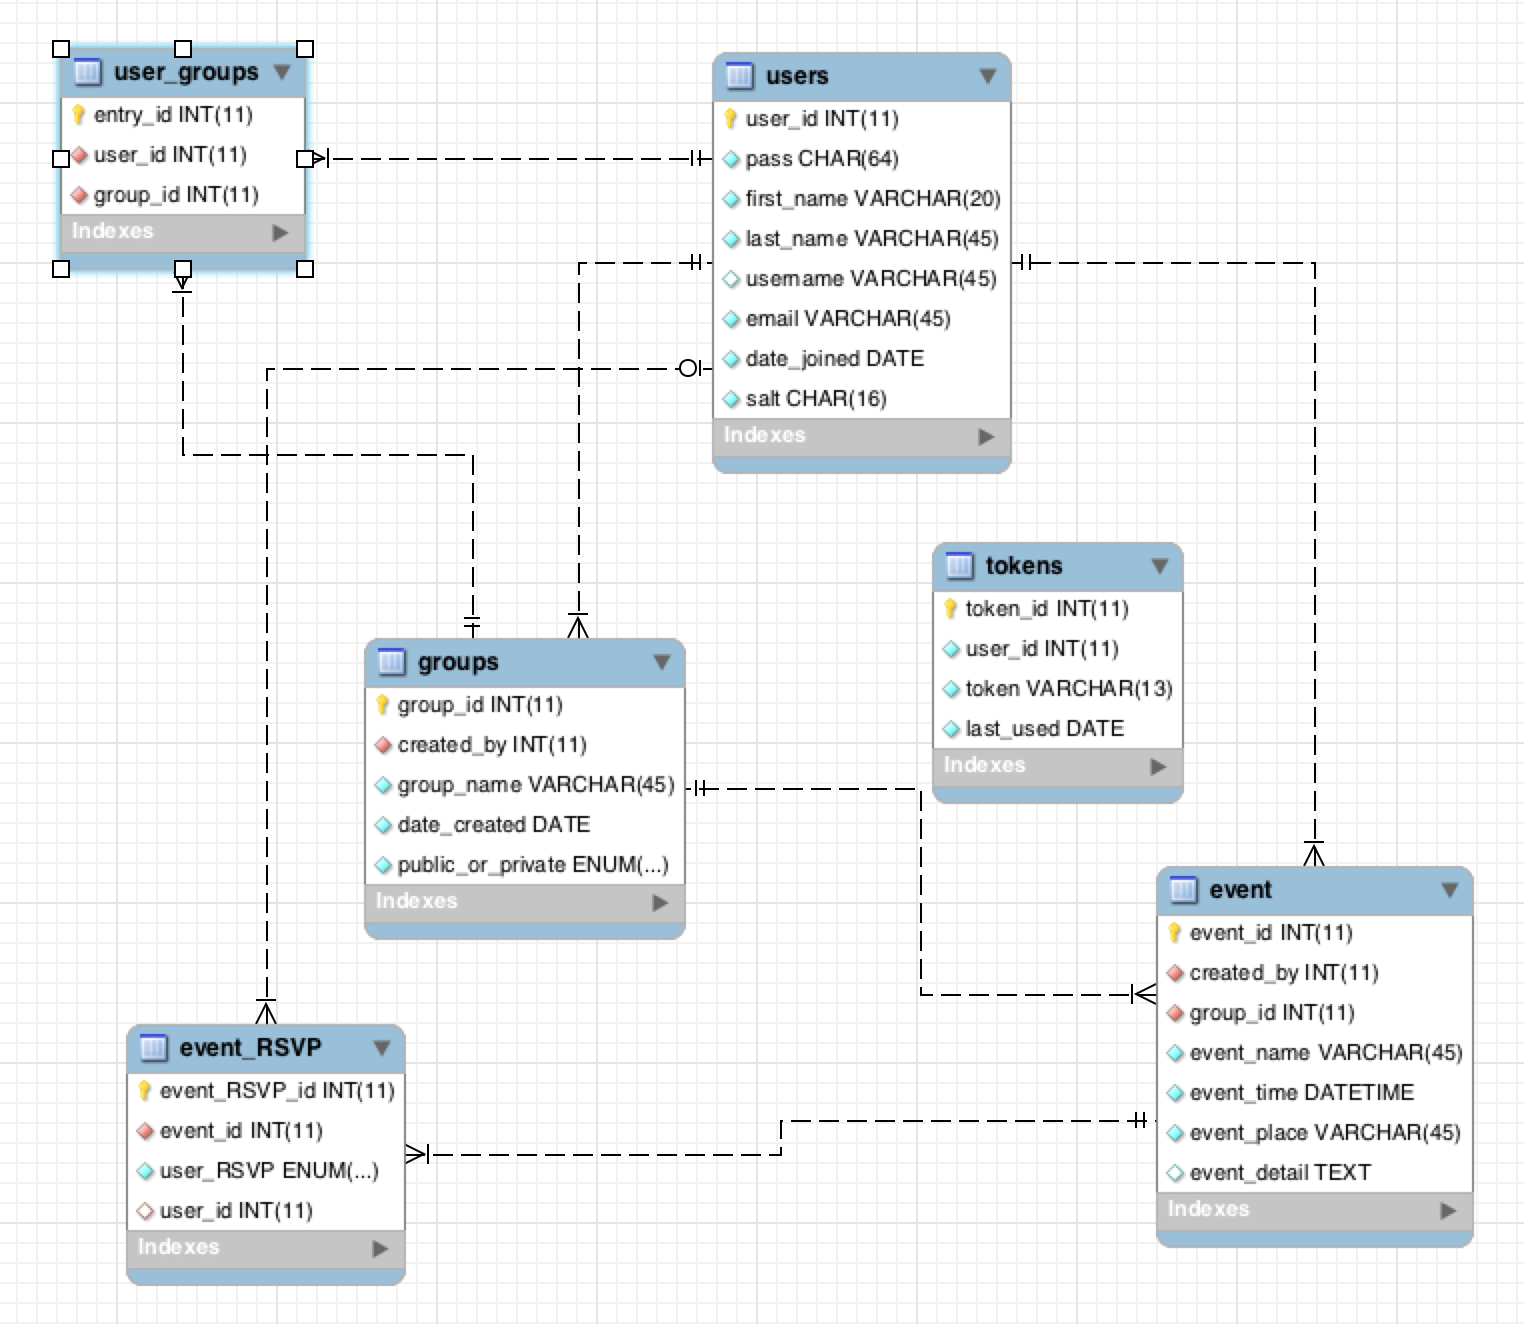 user_groups
entry_id INT(11)
user_id INT(11)
group_id INT(11)
Indexes
users
user_id INT(11)
pass CHAR(64)
first_name VARCHAR(20)
last_name VARCHAR(45)
username VARCHAR(45)
email VARCHAR(45)
date_joined DATE
salt CHAR(16)
Indexes
tokens
token_id INT(11)
user_id INT(11)
token VARCHAR(13)
last_used DATE
Indexes
groups
group_id INT(11)
created_by INT(11)
group_name VARCHAR(45)
date_created DATE
public_or_private ENUM(...)
Indexes
event
event_id INT(11)
created_by INT(11)
group_id INT(11)
event_name VARCHAR(45)
event_time DATETIME
event_place VARCHAR(45)
event_detail TEXT
Indexes
event_RSVP
event_RSVP_id INT(11)
event_id INT(11)
user_RSVP ENUM(...)
user_id INT(11)
Indexes